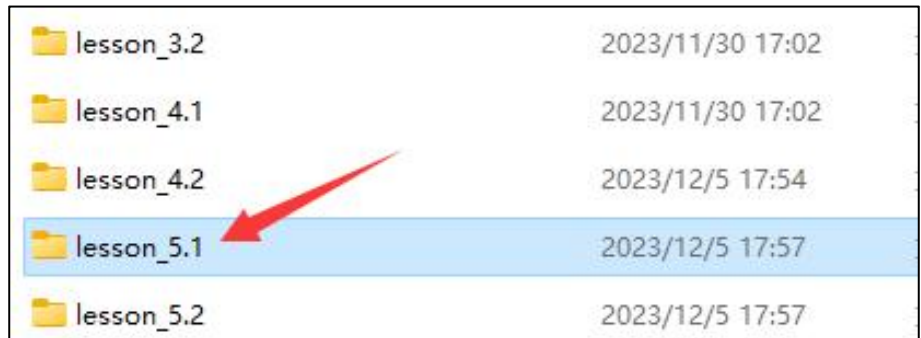 lesson_3.2 2023/11/30 17:02
lesson_4.1 2023/11/30 17:02
lesson_4.2 2023/12/5 17:54
lesson_5.1 2023/12/5 17:57
lesson_5.2 2023/12/5 17:57